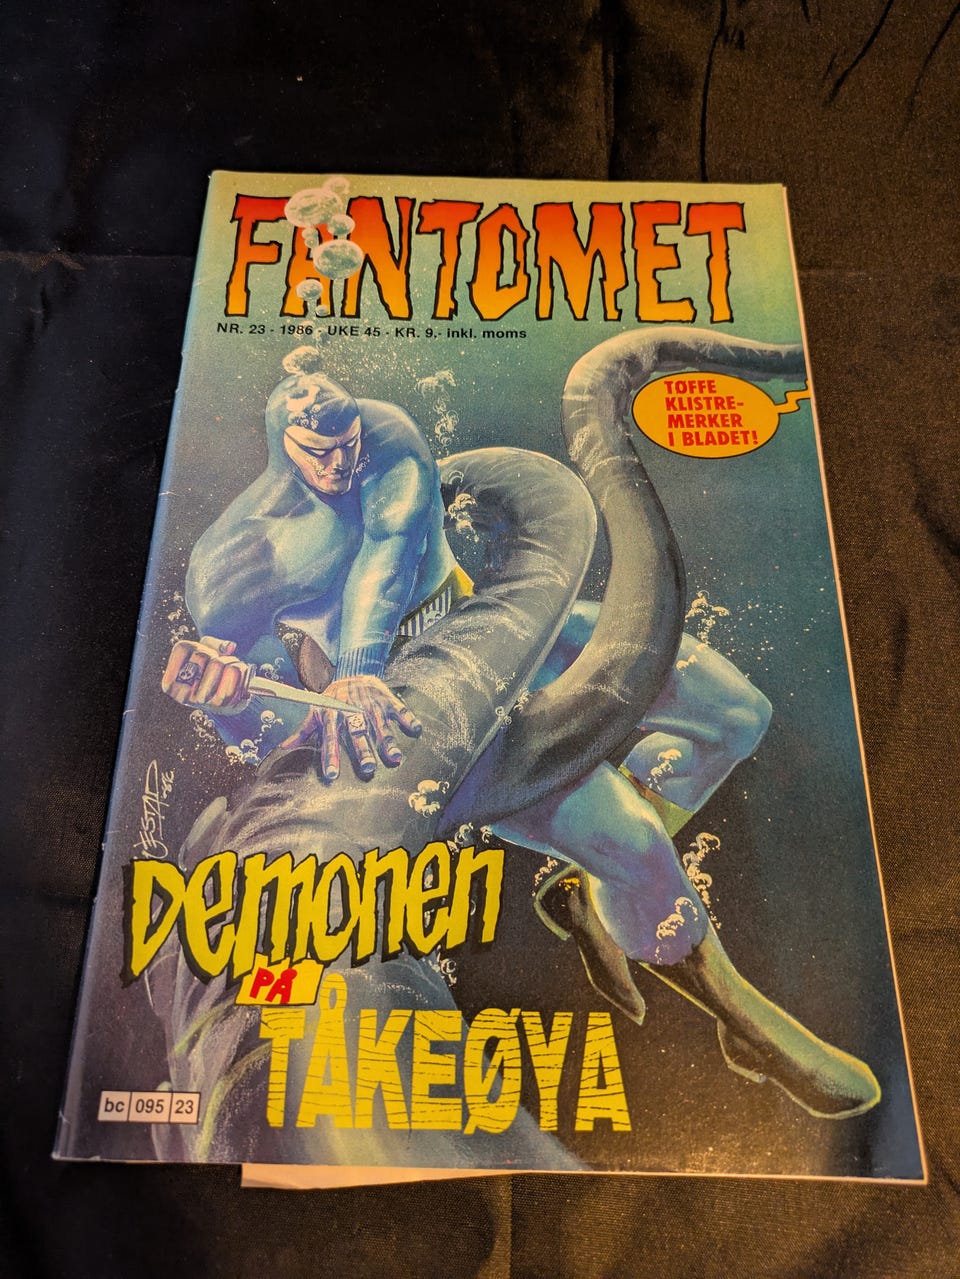 FANTOMET
NR. 23 - 1986 - UKE 45 · KR. 9,- inkl. moms
TØFFE
KLISTRE-
MERKER
I BLADET!
Demonen
PÅ
TÅKEØYA
bc 095 23